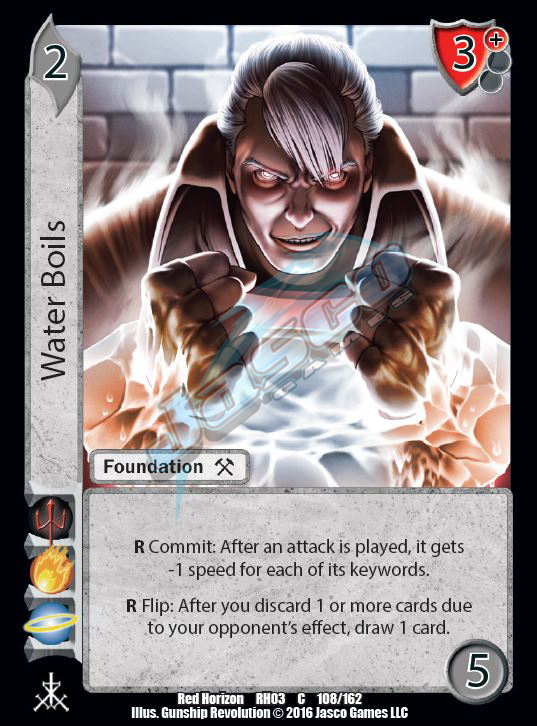 2
3 +
Water Boils
JASCO
GAMES
Foundation
R Commit: After an attack is played, it gets
-1 speed for each of its keywords.
R Flip: After you discard 1 or more cards due
to your opponent's effect, draw 1 card.
5
Red Horizon RH03 C 108/162
Illus. Gunship Revolution © 2016 Jasco Games LLC